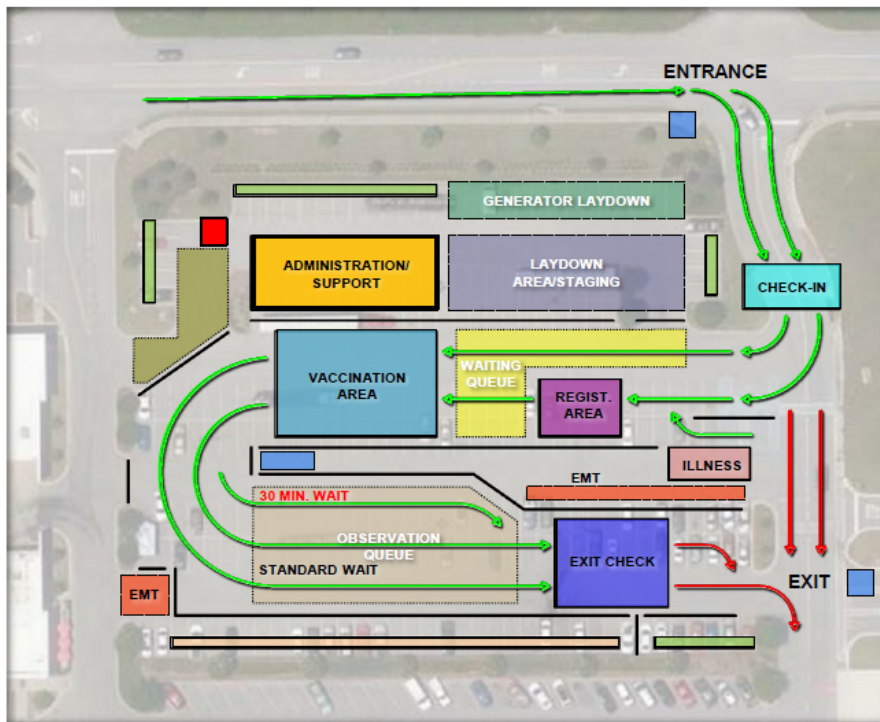 ENTRANCE
GENERATOR LAYDOWN
ADMINISTRATION/
SUPPORT
LAYDOWN
AREA/STAGING
CHECK-IN
VACCINATION
AREA
WAITING
QUEUE
REGIST.
AREA
ILLNESS
EMT
30 MIN. WAIT
OBSERVATION
QUEUE
STANDARD WAIT
EXIT CHECK
EXIT
EMT